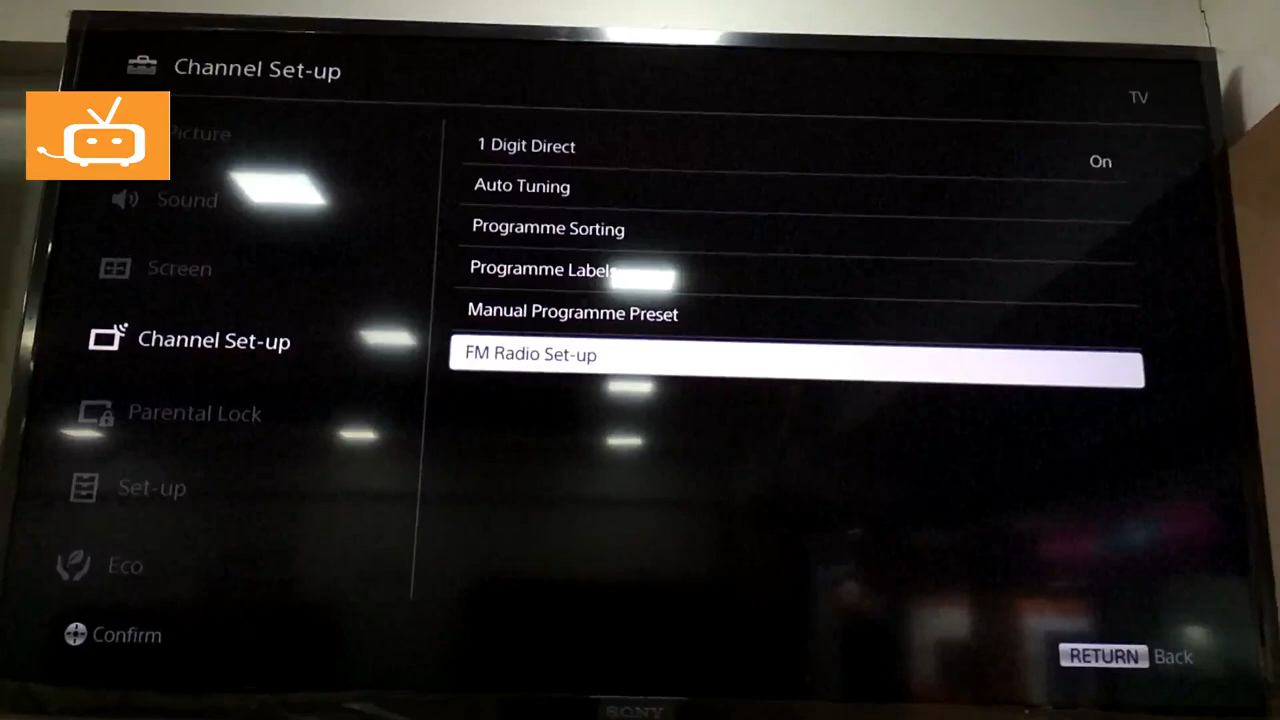 Channel Set-up
TV
Picture
Sound
Screen
Channel Set-up
Parental Lock
Set-up
Eco
Confirm
1 Digit Direct On
Auto Tuning
Programme Sorting
Programme Labels
Manual Programme Preset
FM Radio Set-up
RETURN Back
SONY